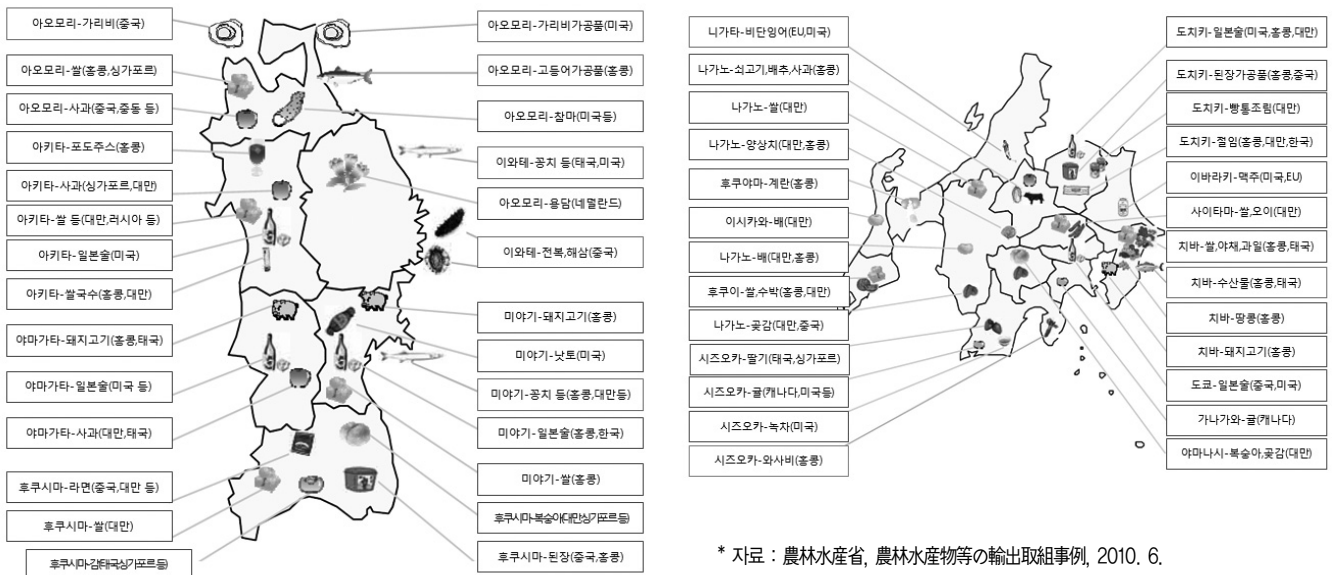 아오모리-가리비(중국)
아오모리-쌀(홍콩,싱가포르)
아오모리-사과(중국,중동 등)
아키타-포도주스(홍콩)
아키타-사과(싱가포르,대만)
아키타-쌀 등(대만,러시아 등)
아키타-일본술(미국)
아키타-쌀국수(홍콩,대만)
야마가타-돼지고기(홍콩,태국)
야마가타-일본술(미국 등)
야마가타-사과(대만,태국)
후쿠시마-라면(중국,대만 등)
후쿠시마-쌀(대만)
후쿠시마-감(태국,싱가포르등)
아오모리-가리비가공품(미국)
아오모리-고등어가공품(홍콩)
아오모리-참마(미국등)
이와테-꽁치 등(태국,미국)
아오모리-용담(네덜란드)
이와테-전복,해삼(중국)
미야기-돼지고기(홍콩)
미야기-낫토(미국)
미야기-꽁치 등(홍콩,대만등)
미야기-일본술(홍콩,한국)
미야기-쌀(홍콩)
후쿠시마-복숭아(대만,싱가포르등)
후쿠시마-된장(중국,홍콩)
니가타-비단잉어(EU,미국)
나가노-쇠고기,배추,사과(홍콩)
나가노-쌀(대만)
나가노-양상치(대만,홍콩)
후쿠야마-계란(홍콩)
이시카와-배(대만)
나가노-배(대만,홍콩)
후쿠이-쌀,수박(홍콩,대만)
나가노-곶감(대만,중국)
시즈오카-딸기(태국,싱가포르)
시즈오카-귤(캐나다,미국등)
시즈오카-녹차(미국)
시즈오카-와사비(홍콩)
도치키-일본술(미국,홍콩,대만)
도치키-된장가공품(홍콩,중국)
도치키-빵통조림(대만)
도치키-절임(홍콩,대만,한국)
이바라키-맥주(미국,EU)
사이타마-쌀,오이(대만)
치바-쌀,야채,과일(홍콩,태국)
치바-수산물(홍콩,태국)
치바-땅콩(홍콩)
치바-돼지고기(홍콩)
도쿄-일본술(중국,미국)
가나가와-귤(캐나다)
야마나시-복숭아,곶감(대만)
* 자료 : 農林水産省, 農林水産物等の輸出取組事例, 2010. 6.